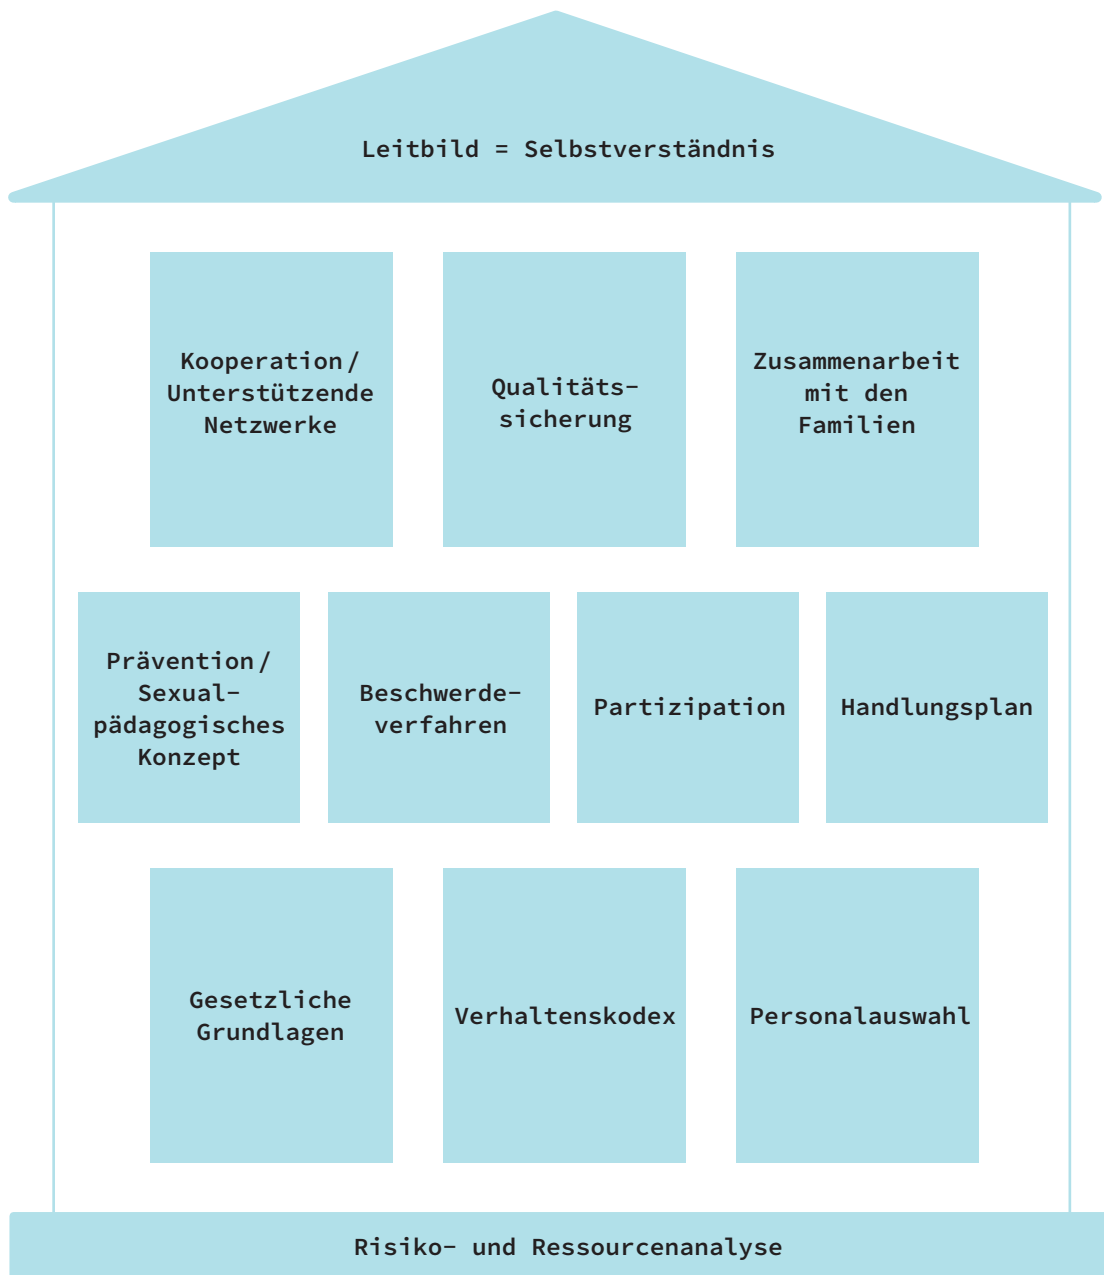 Leitbild = Selbstverständnis
Kooperation/
Unterstützende
Netzwerke
Qualitäts-
sicherung
Zusammenarbeit
mit den
Familien
Prävention/
Sexual-
pädagogisches
Konzept
Beschwerde-
verfahren
Partizipation
Handlungsplan
Gesetzliche
Grundlagen
Verhaltenskodex
Personalauswahl
Risiko- und Ressourcenanalyse